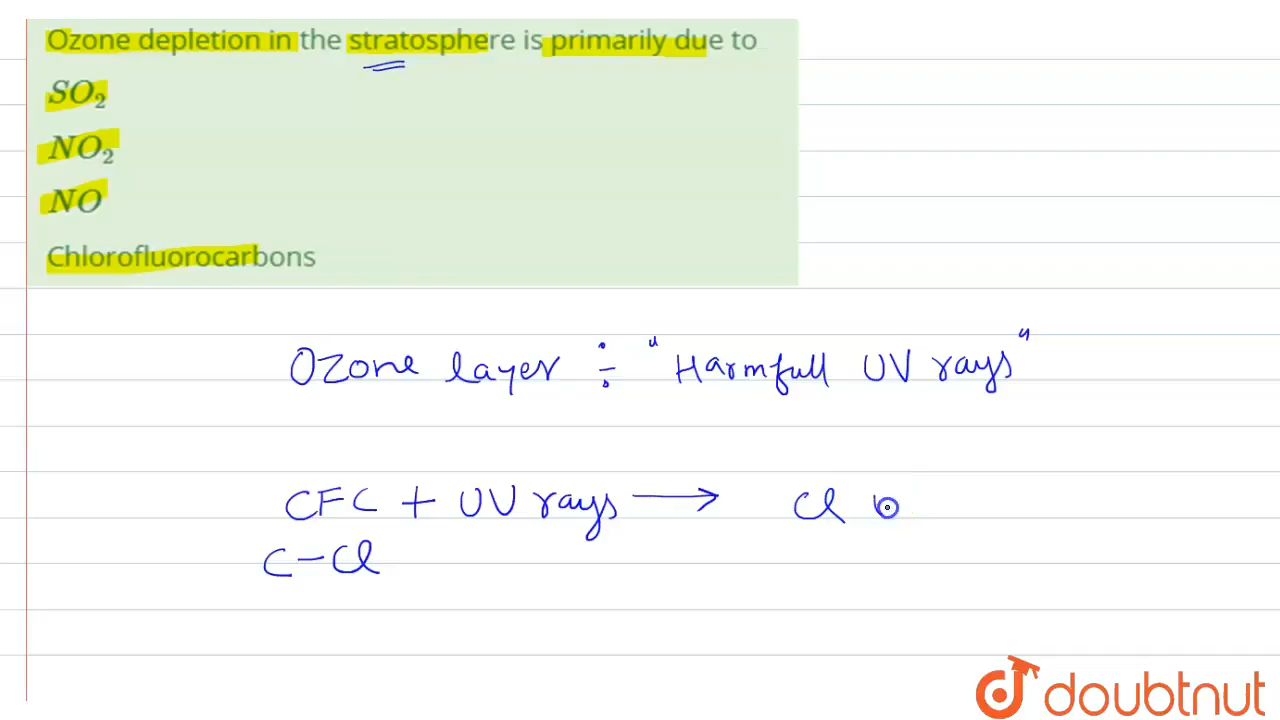 Ozone depletion in the stratosphere is primarily due to
SO₂
NO₂
NO
Chlorofluorocarbons
Ozone layer ÷ "Harmfull UV rays"
CFC + UV rays → Cl
C-Cl
doubtnut